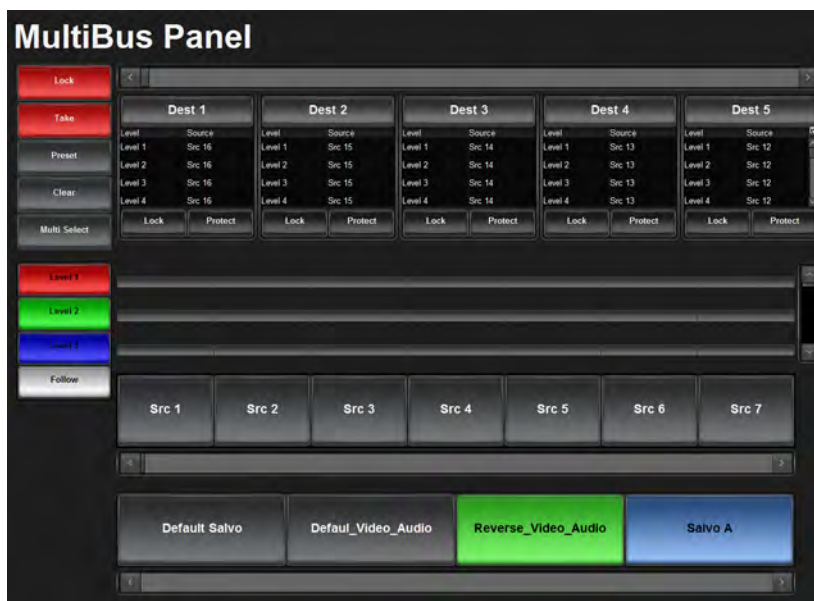 MultiBus Panel
Lock
Take
Preset
Clear
Multi Select
Dest 1 Dest 2 Dest 3 Dest 4 Dest 5
Level Source Level Source Level Source Level Source Level Source
Level 1 Src 16 Level 1 Src 15 Level 1 Src 14 Level 1 Src 13 Level 1 Src 12
Level 2 Src 16 Level 2 Src 15 Level 2 Src 14 Level 2 Src 13 Level 2 Src 12
Level 3 Src 16 Level 3 Src 15 Level 3 Src 14 Level 3 Src 13 Level 3 Src 12
Level 4 Src 16 Level 4 Src 15 Level 4 Src 14 Level 4 Src 13 Level 4 Src 12
Lock Protect Lock Protect Lock Protect Lock Protect Lock Protect
Level 1
Level 2
Level 3
Follow
Src 1 Src 2 Src 3 Src 4 Src 5 Src 6 Src 7
Default Salvo Defaul_Video_Audio Reverse_Video_Audio Salvo A